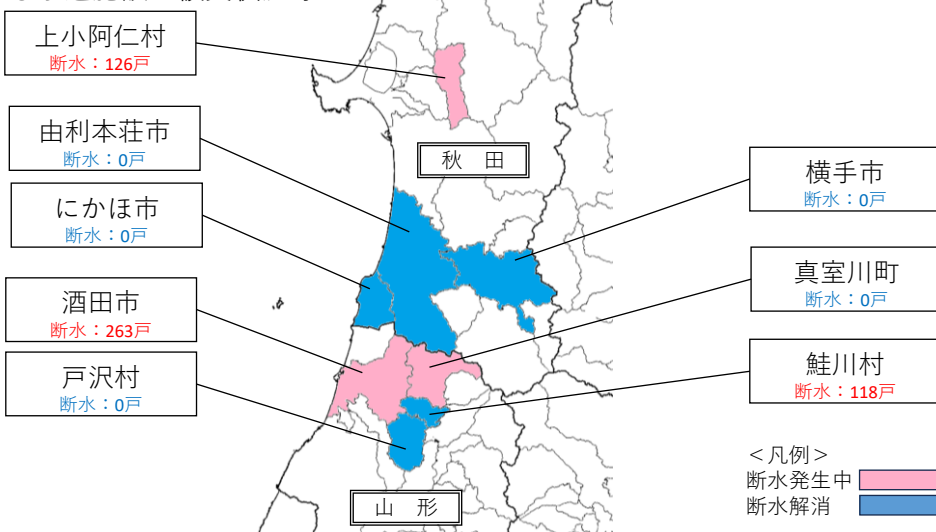 上小阿仁村
断水：126戸
由利本荘市
断水：0戸
にかほ市
断水：0戸
酒田市
断水：263戸
戸沢村
断水：0戸
秋 田
山 形
横手市
断水：0戸
真室川町
断水：0戸
鮭川村
断水：118戸
＜凡例＞
断水発生中
断水解消